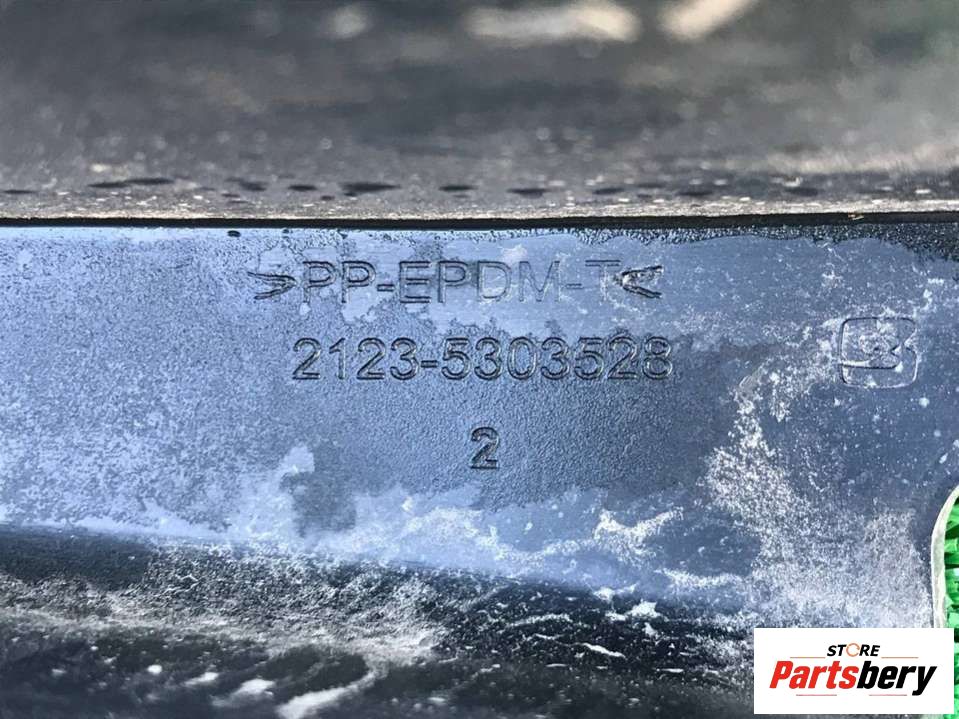 >PP-EPDM-T<
2123-5303528
2
STORE
Partsbery